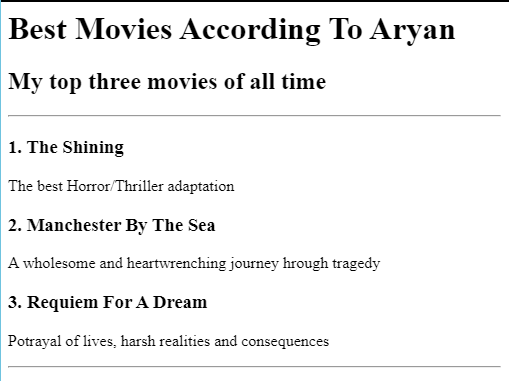 Best Movies According To Aryan
My top three movies of all time
1. The Shining
The best Horror/Thriller adaptation
2. Manchester By The Sea
A wholesome and heartwrenching journey hrough tragedy
3. Requiem For A Dream
Potrayal of lives, harsh realities and consequences